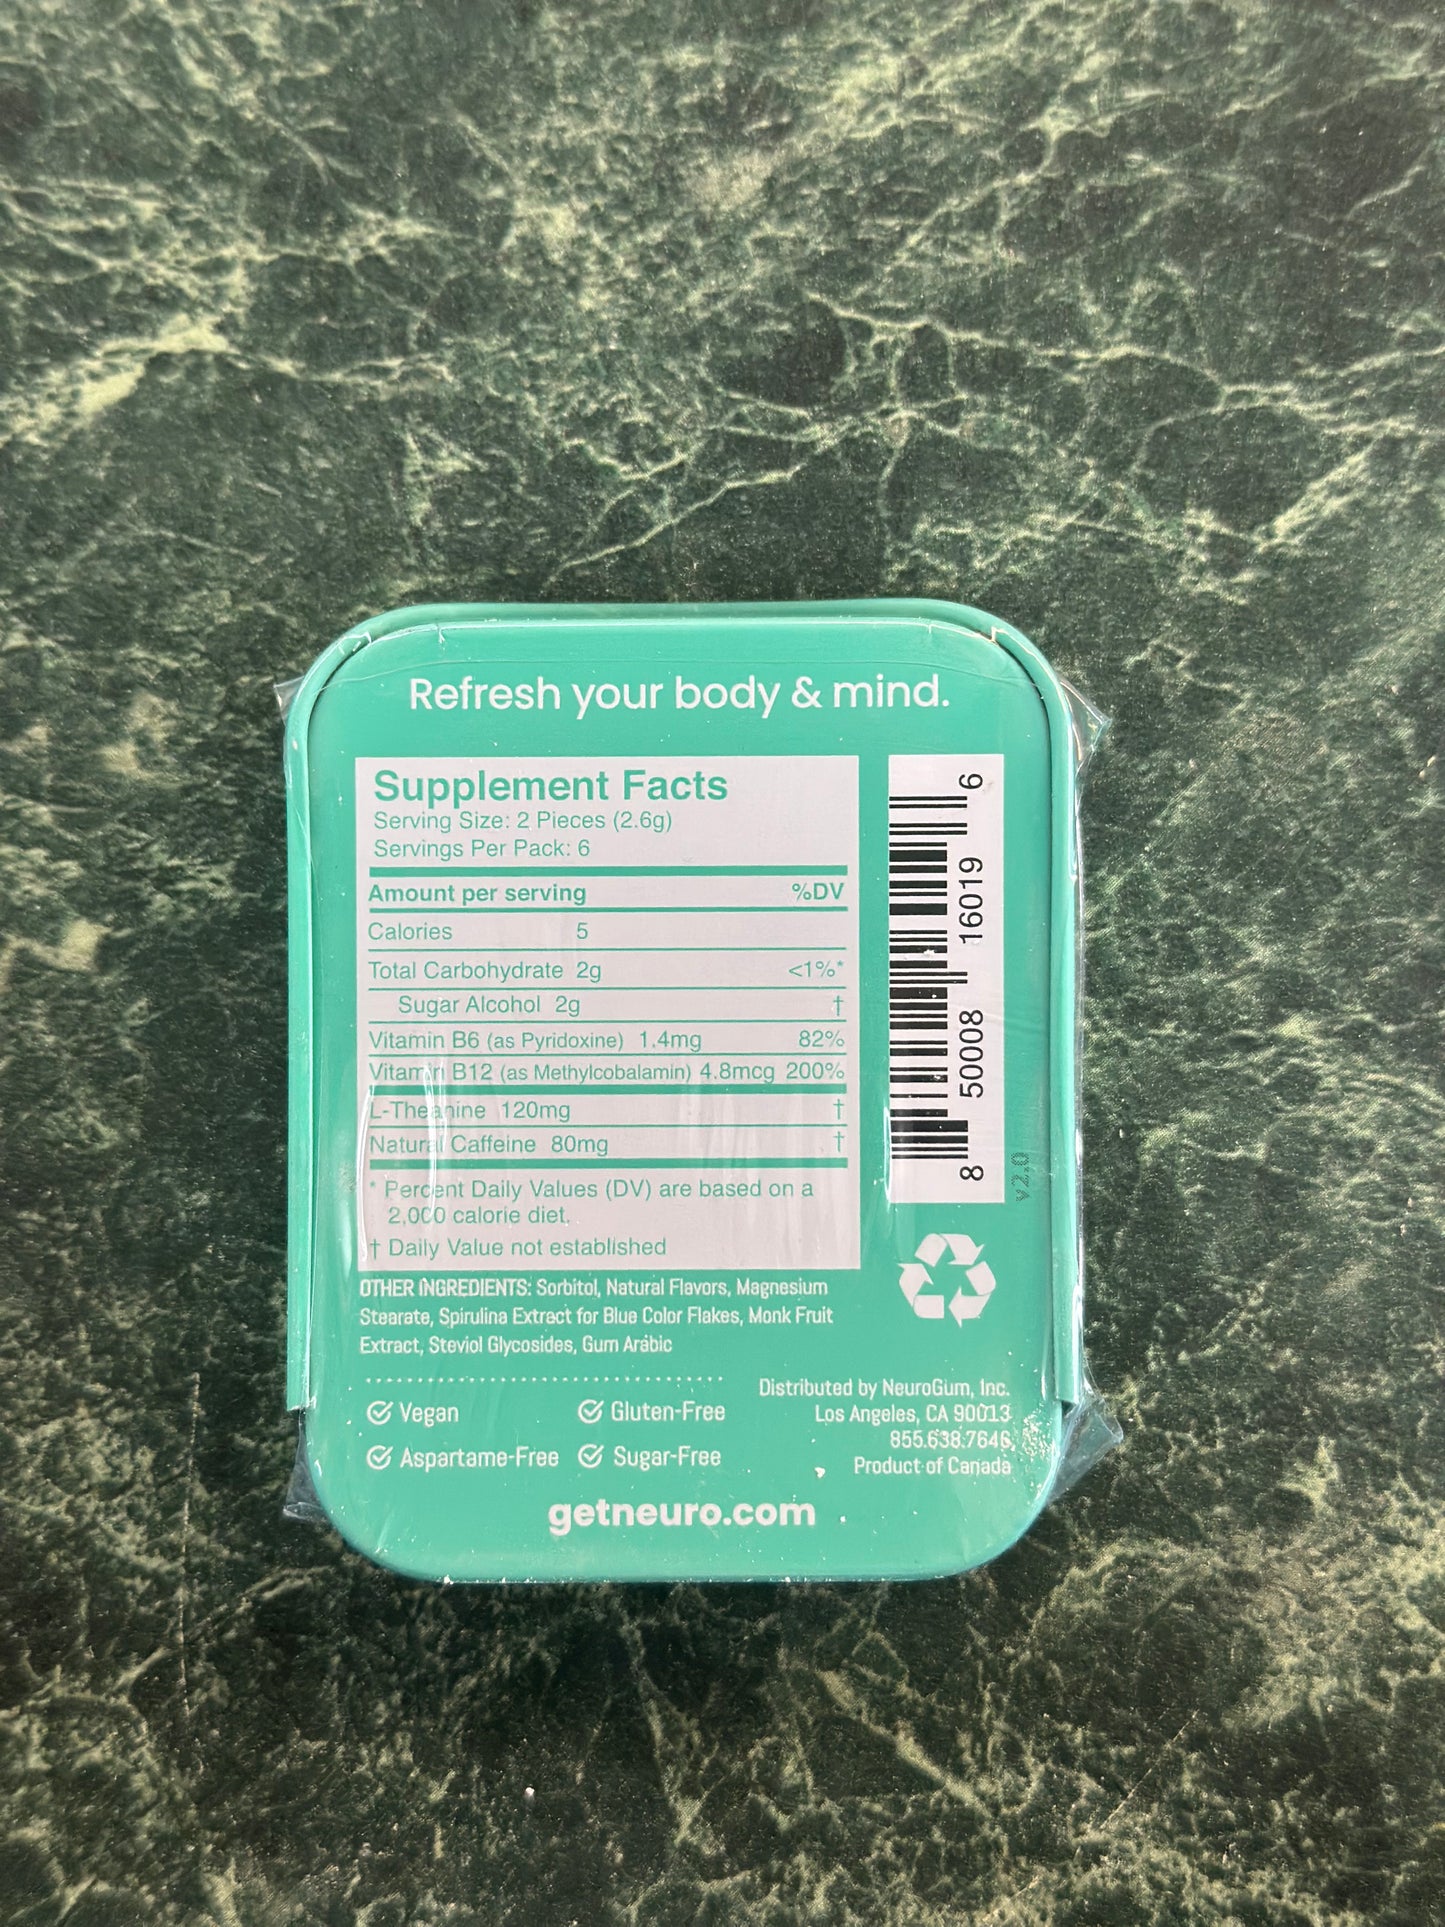 Refresh your body & mind.
Supplement Facts
Serving Size: 2 Pieces (2.6g)
Servings Per Pack: 6
Amount per serving %DV
Calories 5
Total Carbohydrate 2g <1%*
Sugar Alcohol 2g †
Vitamin B6 (as Pyridoxine) 1.4mg 82%
Vitamin B12 (as Methylcobalamin) 4.8mcg 200%
L-Theanine 120mg †
Natural Caffeine 80mg †
* Percent Daily Values (DV) are based on a
2,000 calorie diet.
† Daily Value not established
OTHER INGREDIENTS: Sorbitol, Natural Flavors, Magnesium
Stearate, Spirulina Extract for Blue Color Flakes, Monk Fruit
Extract, Steviol Glycosides, Gum Arabic
Vegan Gluten-Free
Aspartame-Free Sugar-Free
8 50008 16019 6
v2.0
Distributed by NeuroGum, Inc.
Los Angeles, CA 90013
855.638.7646
Product of Canada
getneuro.com